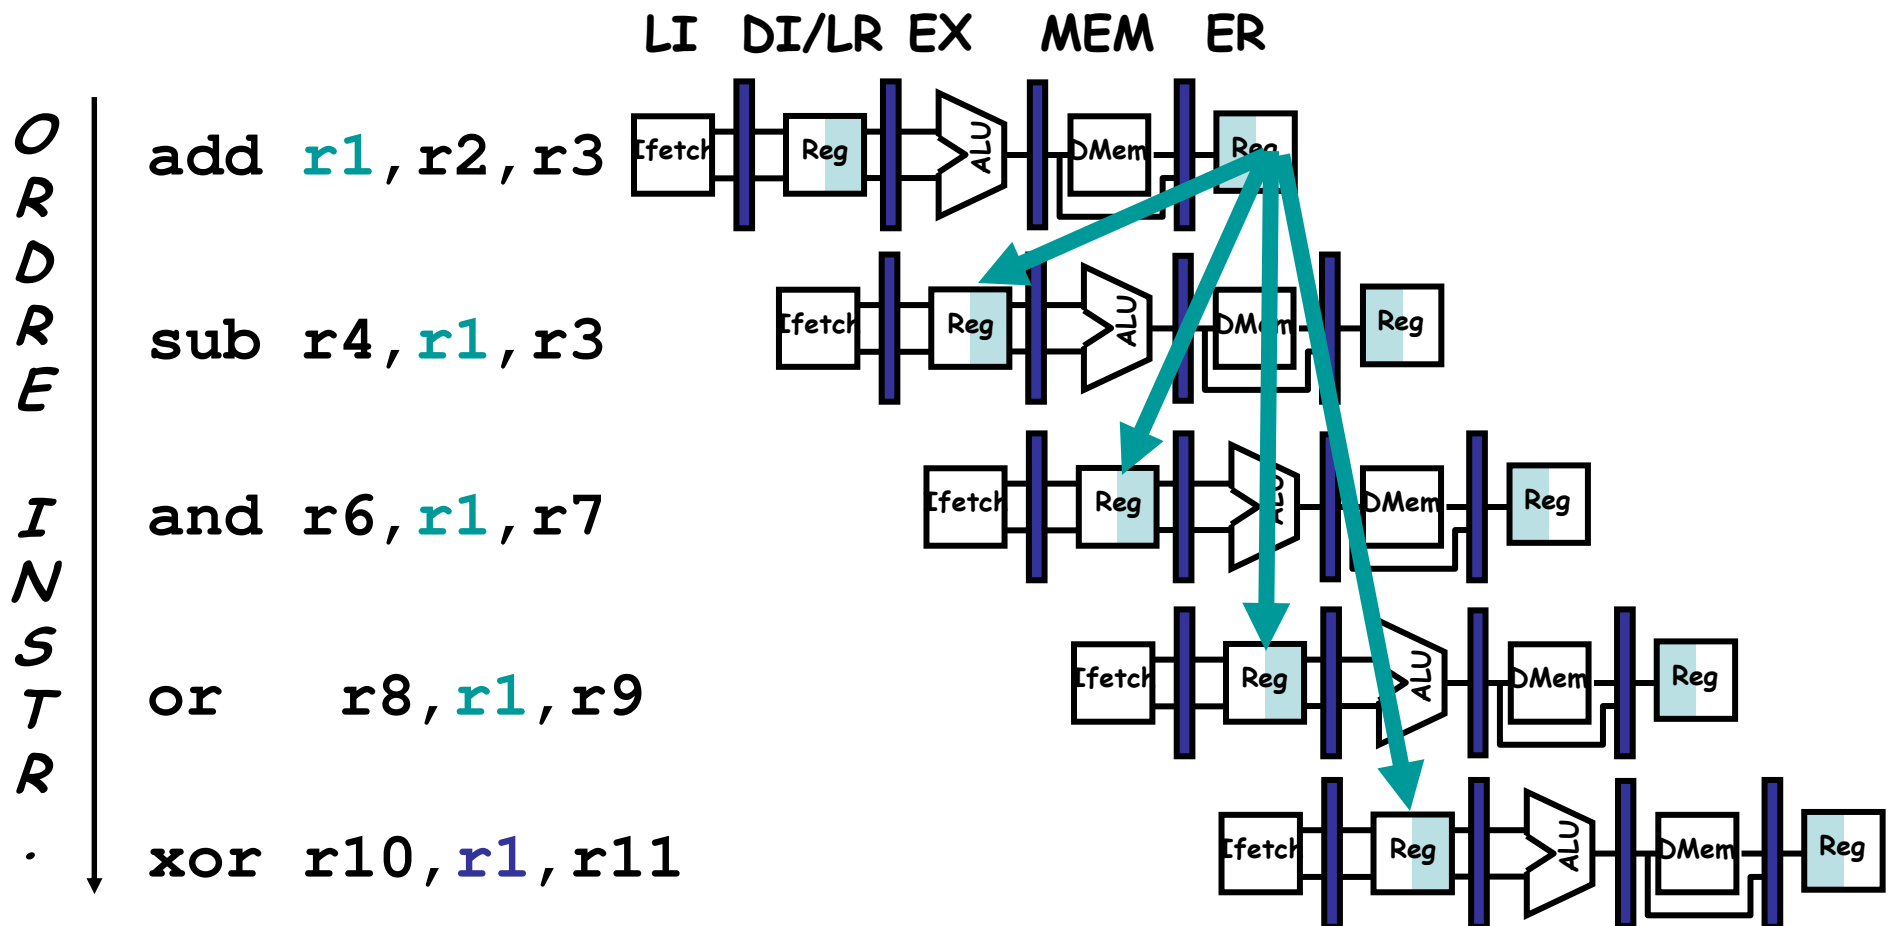 LI DI/LR EX MEM ER
ORDRE INSTR.
add r1,r2,r3 Ifetch Reg ALU DMem Reg
sub r4,r1,r3 Ifetch Reg ALU DMem Reg
and r6,r1,r7 Ifetch Reg ALU DMem Reg
or r8,r1,r9 Ifetch Reg ALU DMem Reg
xor r10,r1,r11 Ifetch Reg ALU DMem Reg